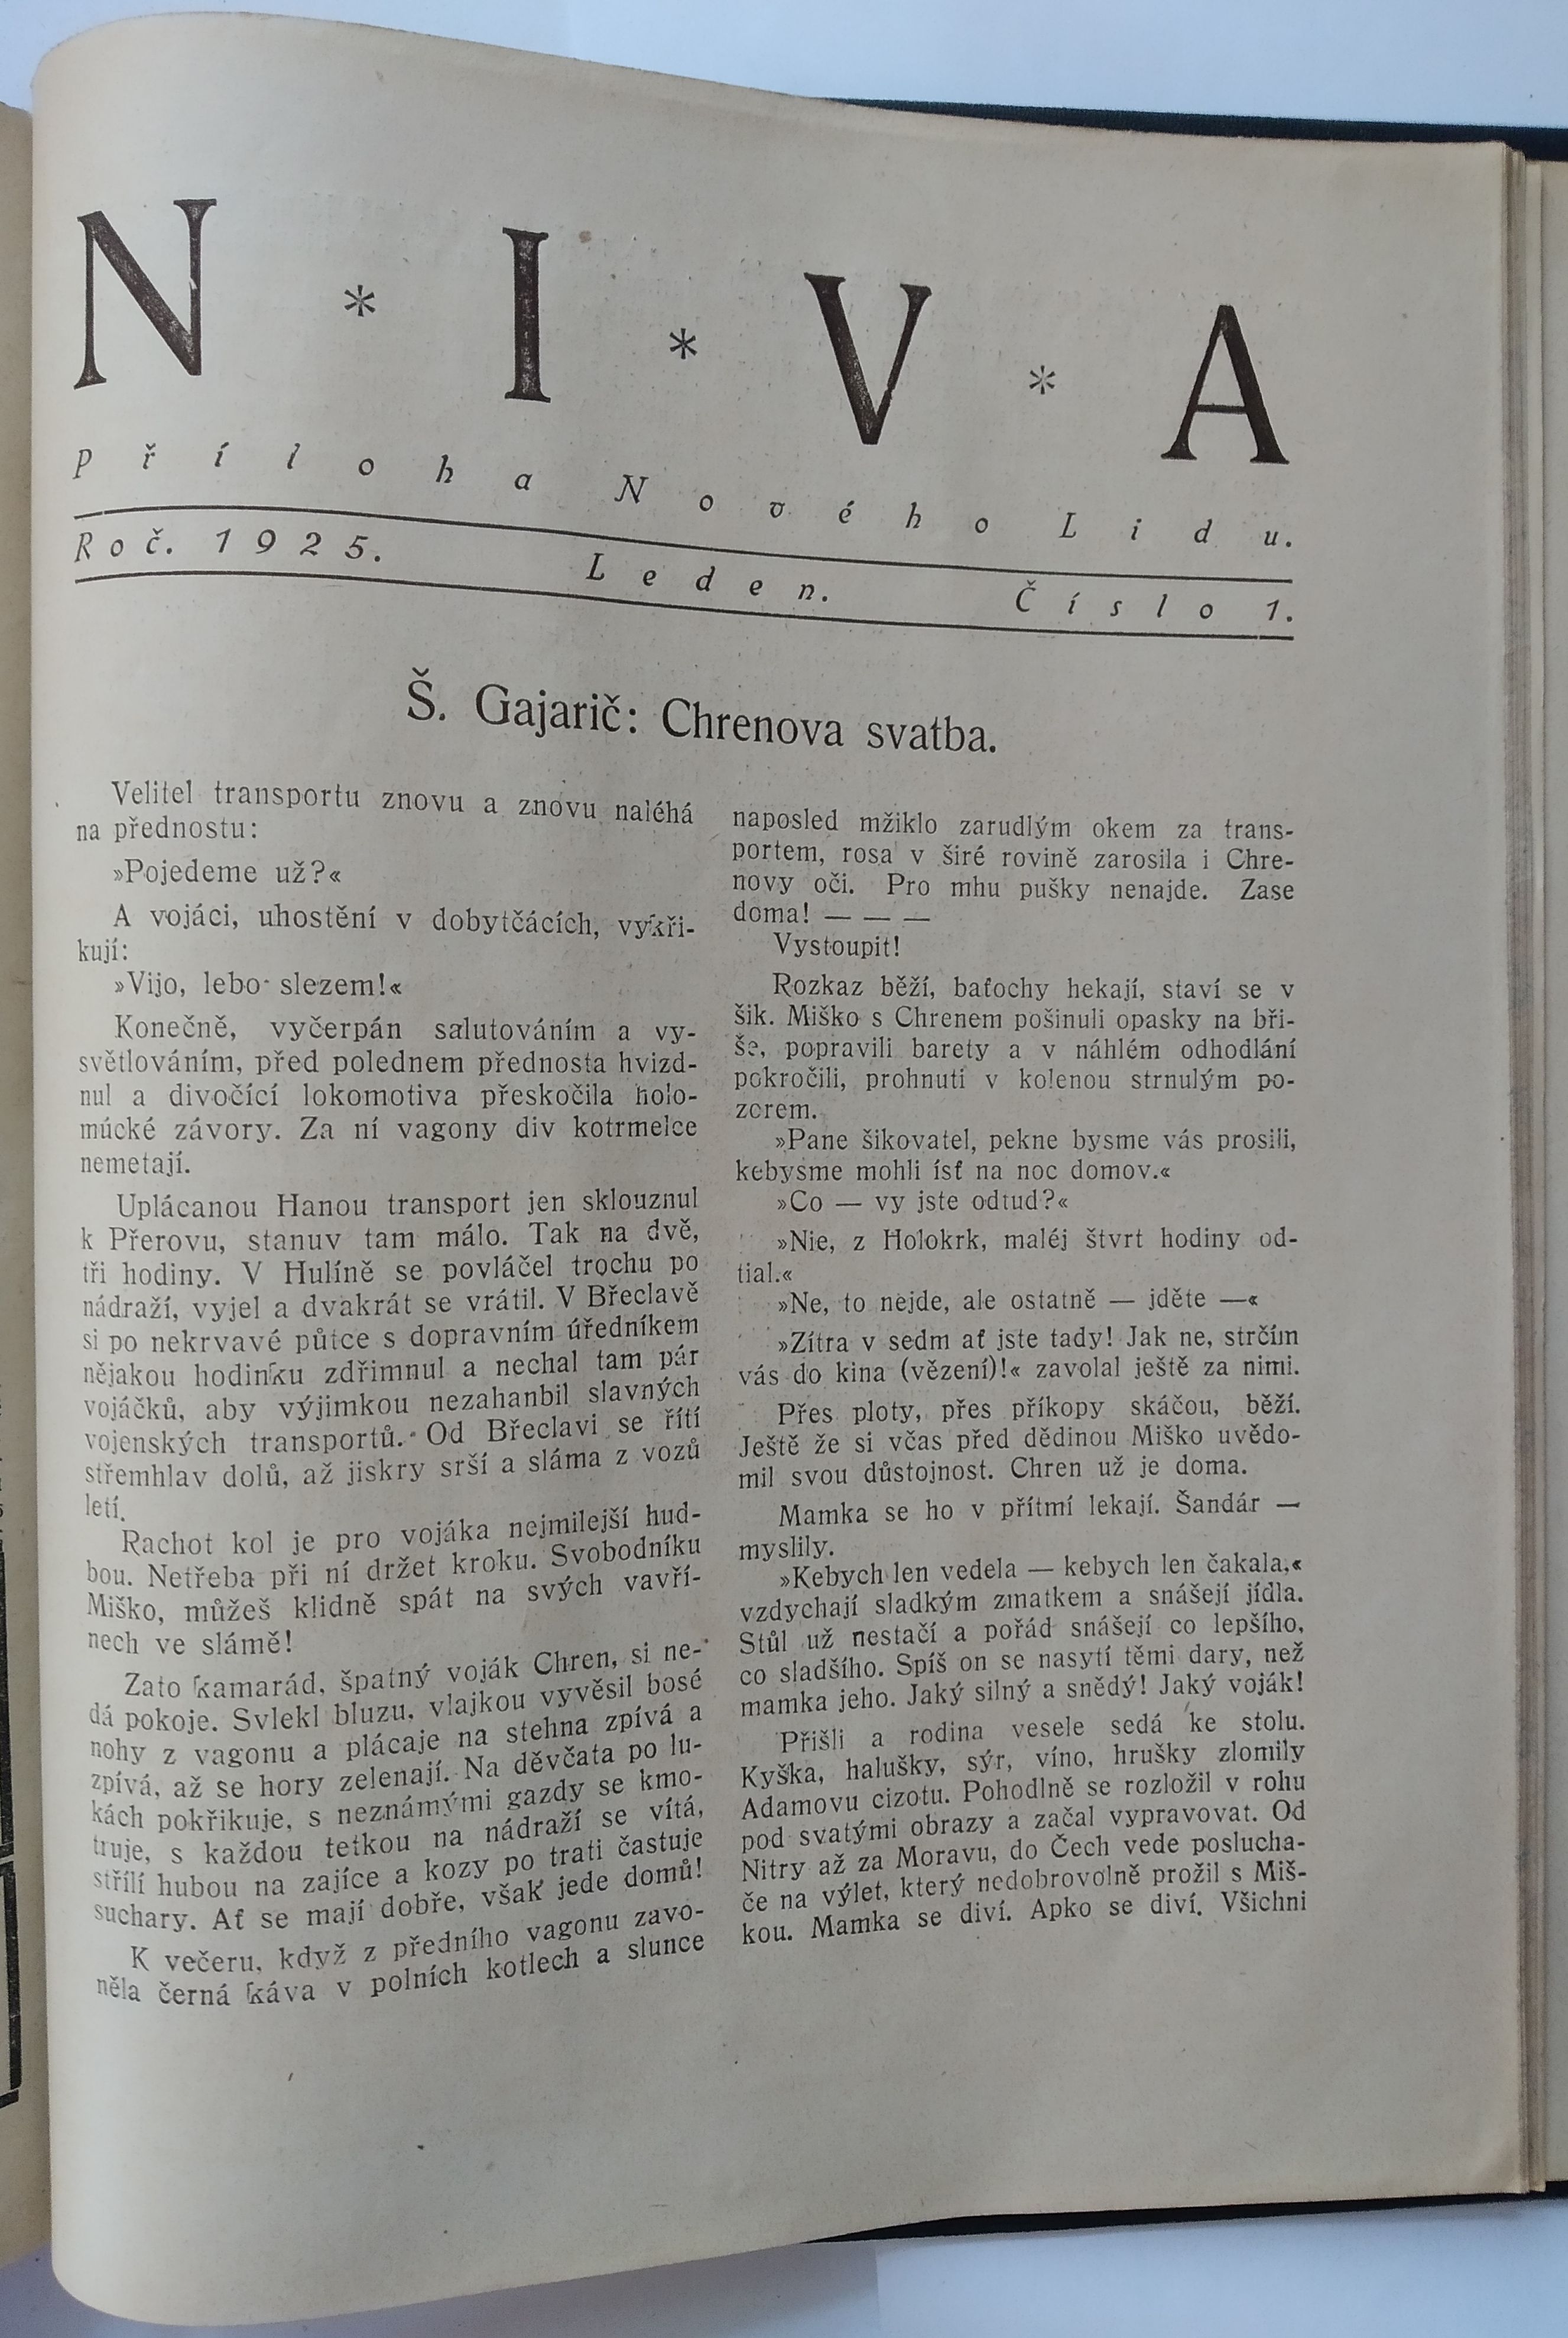 N * I * V * A
příloha Nového Lidu.
Roč. 1925. Leden. Číslo 1.
Š. Gajarič: Chrenova svatba.
Velitel transportu znovu a znovu naléhá
na přednostu:
»Pojedeme už?«
A vojáci, uhostění v dobytčácích, vykři-
kují:
»Vijo, lebo slezem!«
Konečně, vyčerpán salutováním a vy-
světlováním, před polednem přednosta hvizd-
nul a divočící lokomotiva přeskočila holo-
múcké závory. Za ní vagony div kotrmelce
nemetají.
Uplácanou Hanou transport jen sklouznul
k Přerovu, stanuv tam málo. Tak na dvě,
tři hodiny. V Hulíně se povláčel trochu po
nádraží, vyjel a dvakrát se vrátil. V Břeclavě
si po nekrvavé půtce s dopravním úředníkem
nějakou hodinku zdřimnul a nechal tam pár
vojáčků, aby výjimkou nezahanbil slavných
vojenských transportů. Od Břeclavi se řítí
střemhlav dolů, až jiskry srší a sláma z vozů
letí.
Rachot kol je pro vojáka nejmilejší hud-
bou. Netřeba při ní držet kroku. Svobodníku
Miško, můžeš klidně spát na svých vavří-
nech ve slámě!
Zato kamarád, špatný voják Chren, si ne-
dá pokoje. Svlekl bluzu, vlajkou vyvěsil bosé
nohy z vagonu a plácaje na stehna zpívá a
zpívá, až se hory zelenají. Na děvčata po lu-
kách pokřikuje, s neznámými gazdy se kmo-
truje, s každou tetkou na nádraží se vítá,
střílí hubou na zajíce a kozy po trati častuje
suchary. Ať se mají dobře, však jede domů!
K večeru, když z předního vagonu zavo-
něla černá káva v polních kotlech a slunce
naposled mžiklo zarudlým okem za trans-
portem, rosa v širé rovině zarosila i Chre-
novy oči. Pro mhu pušky nenajde. Zase
doma! — — —
Vystoupit!
Rozkaz běží, baťochy hekají, staví se v
šik. Miško s Chrenem pošinuli opasky na bři-
še, popravili barety a v náhlém odhodlání
pokročili, prohnuti v kolenou strnulým po-
zorem.
»Pane šikovatel, pekne bysme vás prosili,
kebysme mohli ísť na noc domov.«
»Co — vy jste odtud?«
»Nie, z Holokrk, maléj štvrt hodiny od-
tial.«
»Ne, to nejde, ale ostatně — jděte —«
»Zítra v sedm ať jste tady! Jak ne, strčím
vás do kina (vězení)!« zavolal ještě za nimi.
Přes ploty, přes příkopy skáčou, běží.
Ještě že si včas před dědinou Miško uvědo-
mil svou důstojnost. Chren už je doma.
Mamka se ho v přítmí lekají. Šandár —
myslily.
»Kebych len vedela — kebych len čakala,«
vzdychají sladkým zmatkem a snášejí jídla.
Stůl už nestačí a pořád snášejí co lepšího,
co sladšího. Spíš on se nasytí těmi dary, než
mamka jeho. Jaký silný a snědý! Jaký voják!
Přišli a rodina vesele sedá ke stolu.
Kyška, halušky, sýr, víno, hrušky zlomily
Adamovu cizotu. Pohodlně se rozložil v rohu
pod svatými obrazy a začal vypravovat. Od
Nitry až za Moravu, do Čech vede poslucha-
če na výlet, který nedobrovolně prožil s Miš-
kou. Mamka se diví. Apko se diví. Všichni